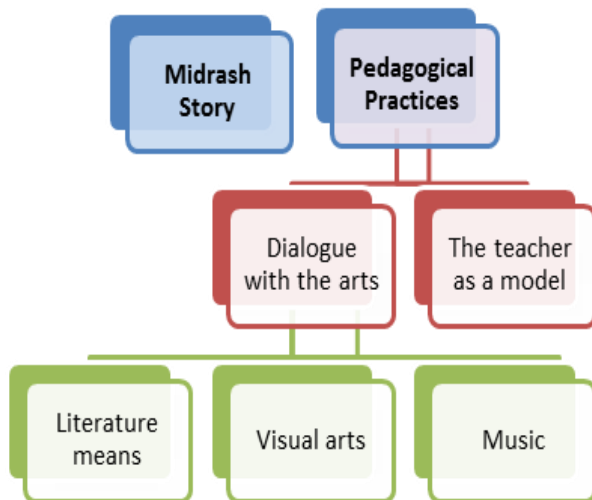 Midrash
Story
Pedagogical
Practices
Dialogue
with the arts
The teacher
as a model
Literature
means
Visual arts
Music